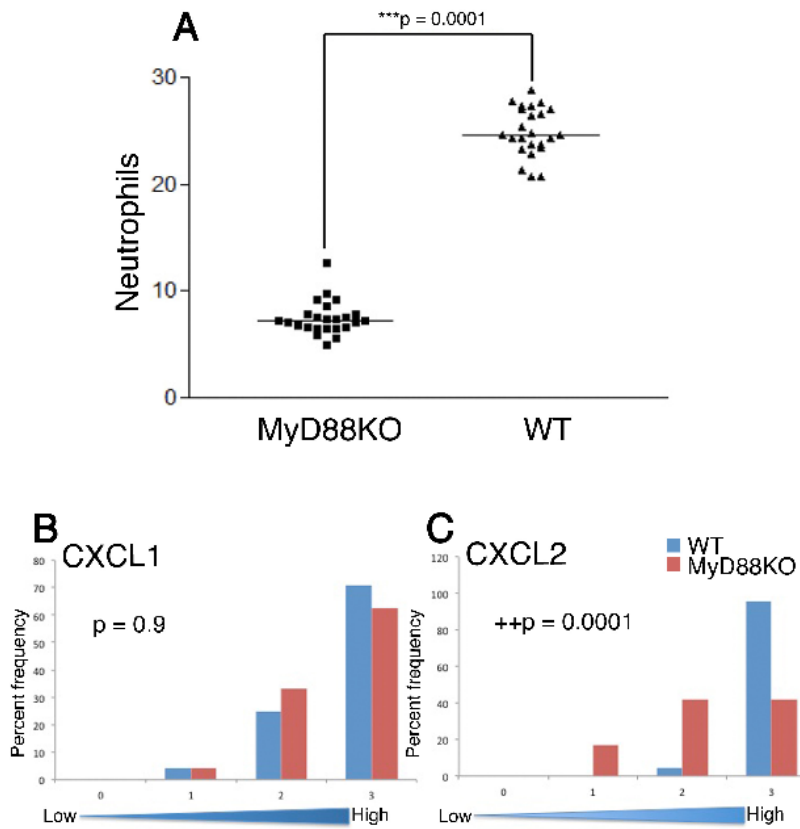 A
***p = 0.0001
30
20
10
0
Neutrophils
MyD88KO WT
B
CXCL1
80
70
60
50
40
30
20
10
0
Percent frequency
p = 0.9
0 1 2 3
Low High
C
CXCL2
WT
MyD88KO
120
100
80
60
40
20
0
Percent frequency
++p = 0.0001
0 1 2 3
Low High